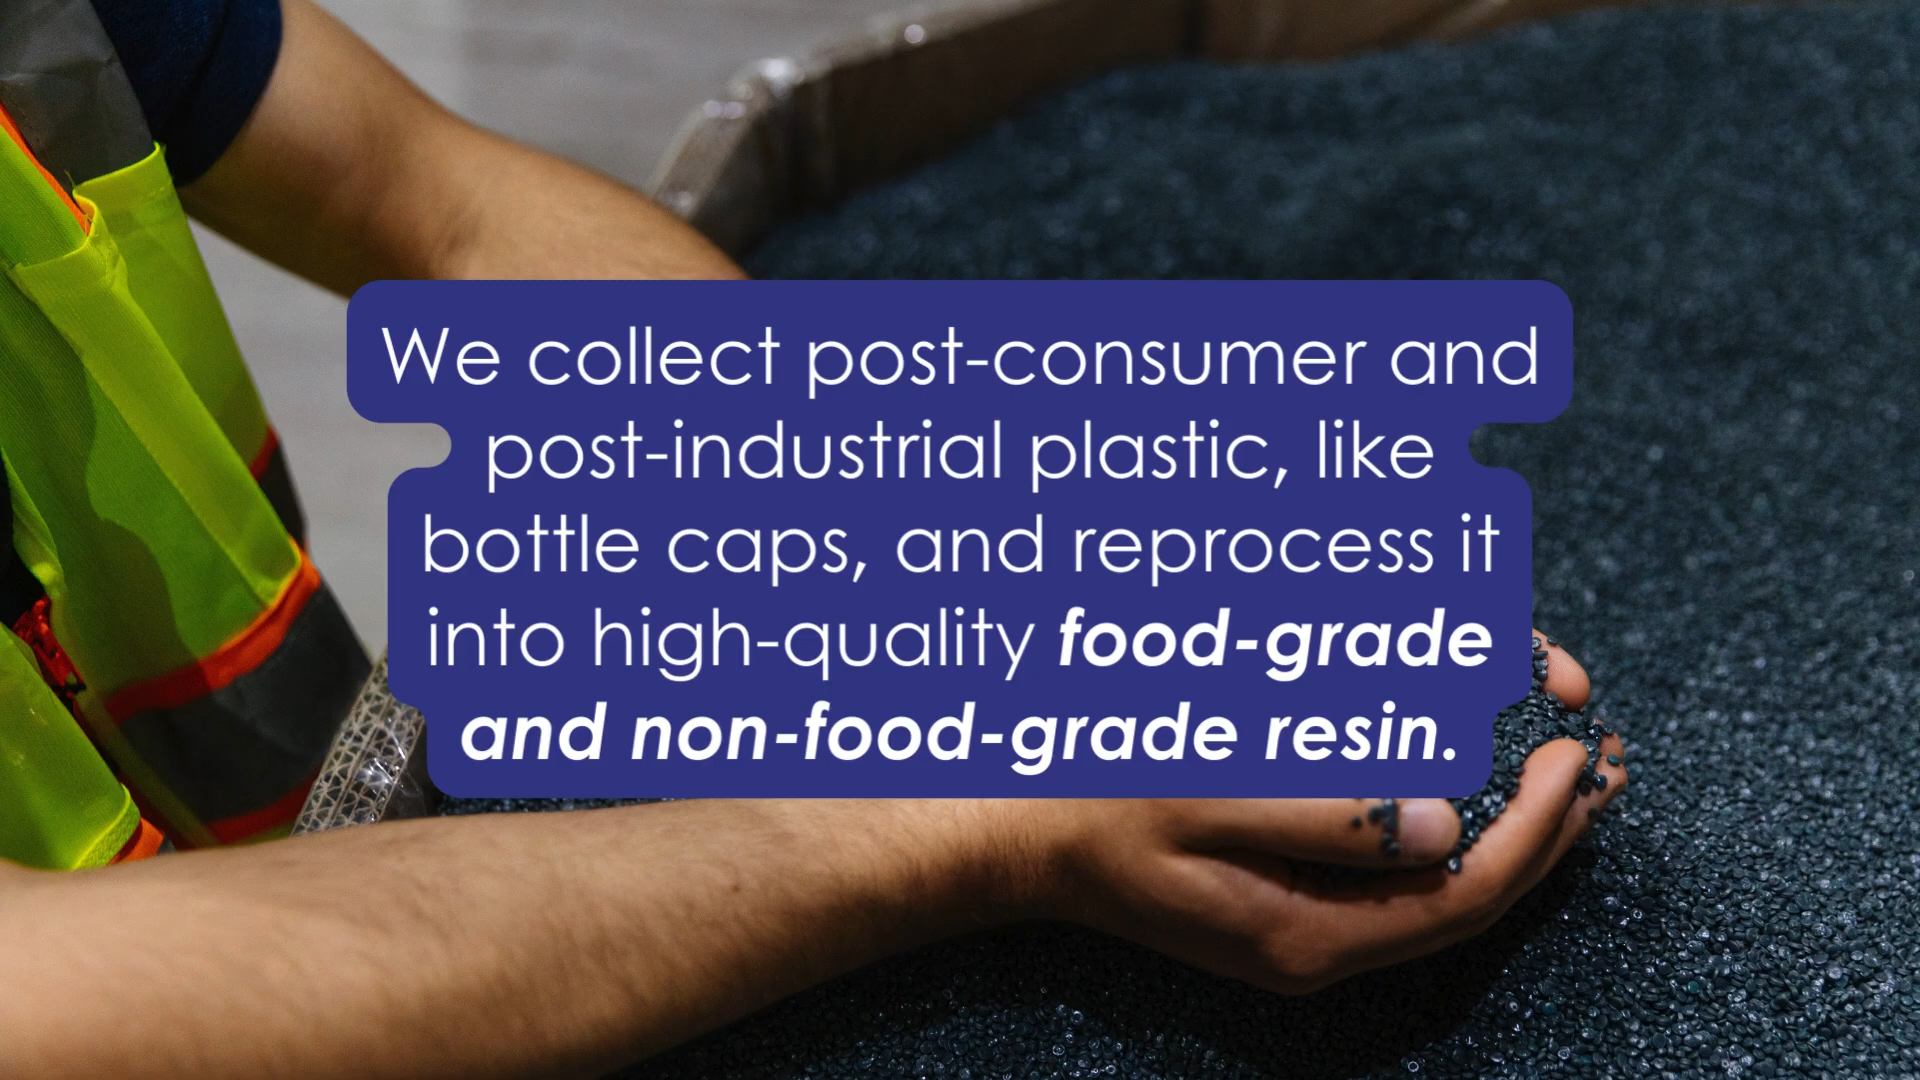 We collect post-consumer and
post-industrial plastic, like
bottle caps, and reprocess it
into high-quality food-grade
and non-food-grade resin.